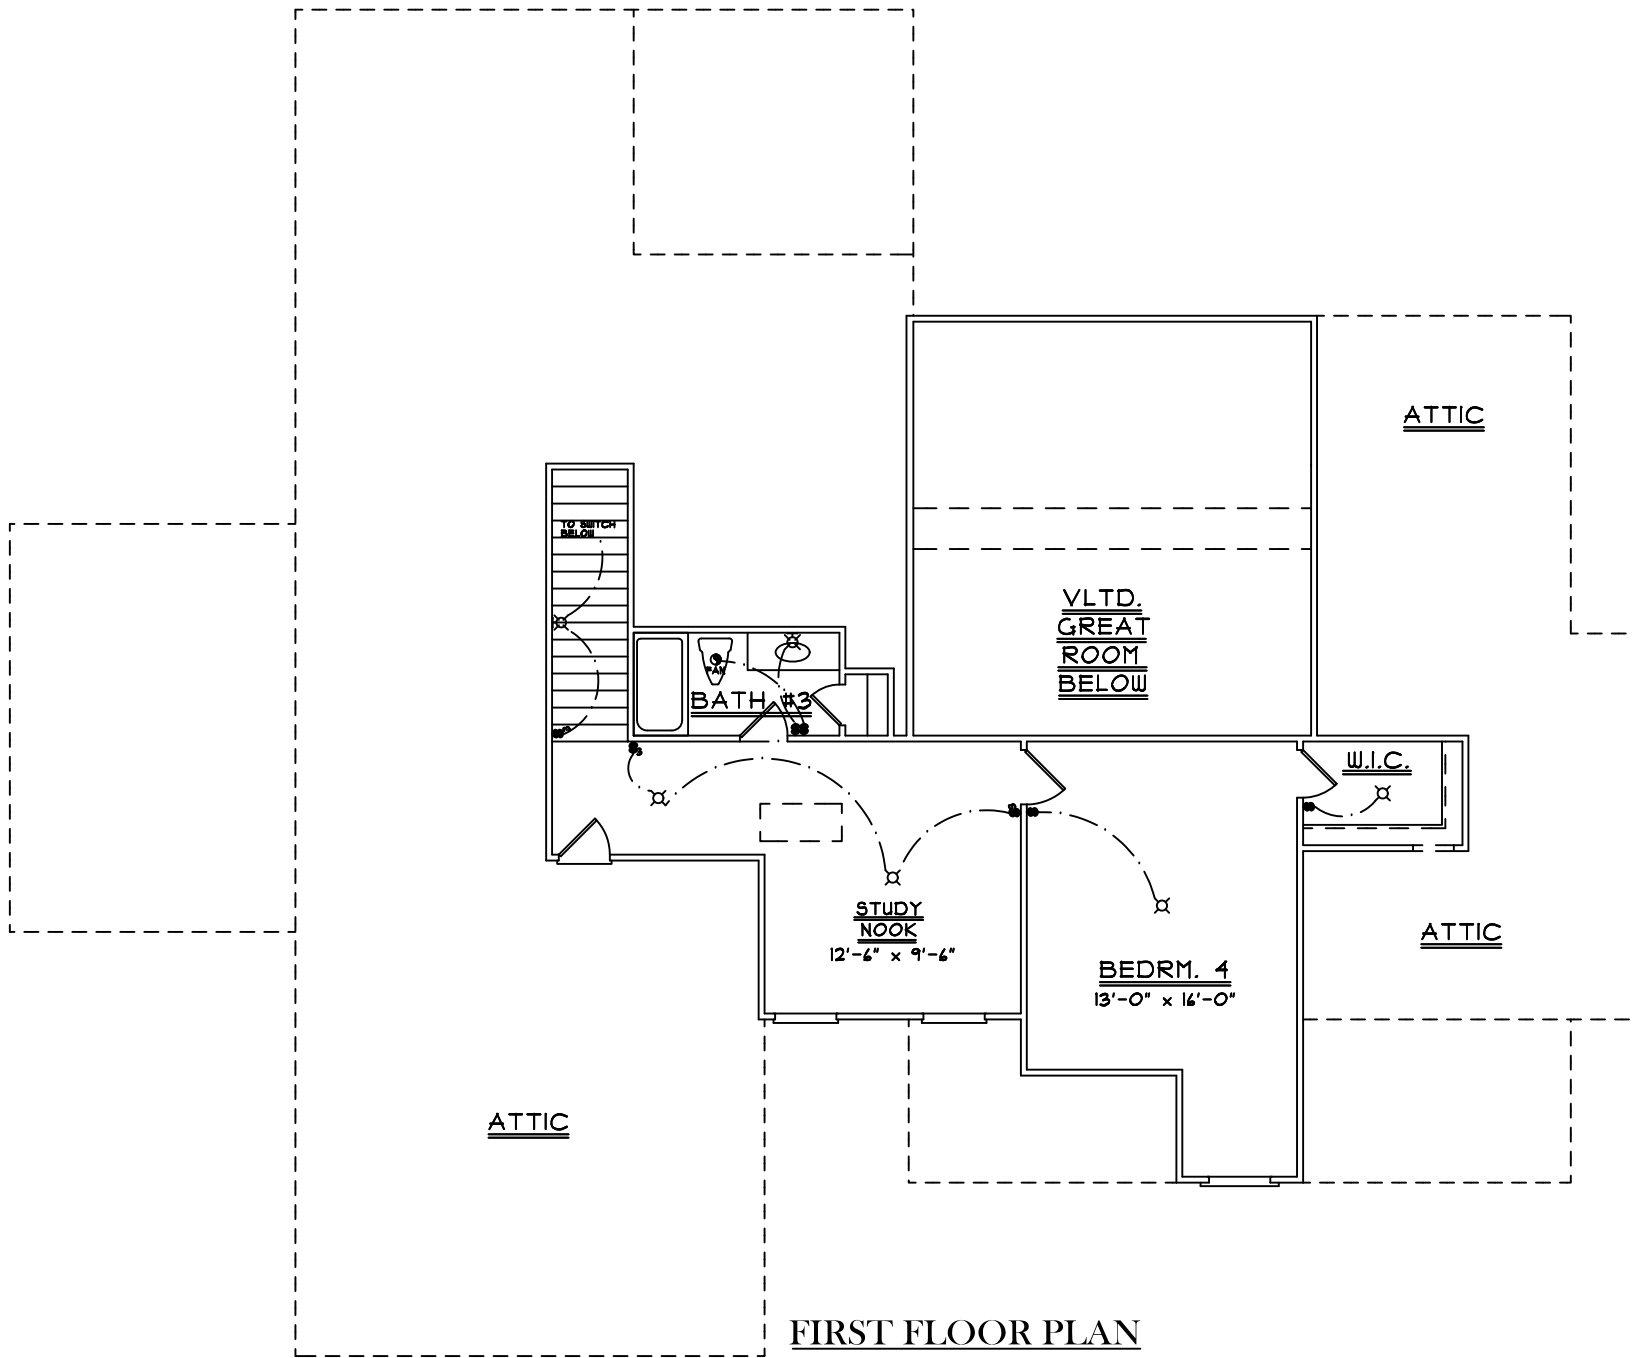 ATTIC
TO SWITCH
BELOW
VLTD.
GREAT
ROOM
BELOW
FAN
BATH #3
W.I.C.
STUDY
NOOK
12'-6" x 9'-6"
ATTIC
BEDRM. 4
13'-0" x 16'-0"
ATTIC
FIRST FLOOR PLAN